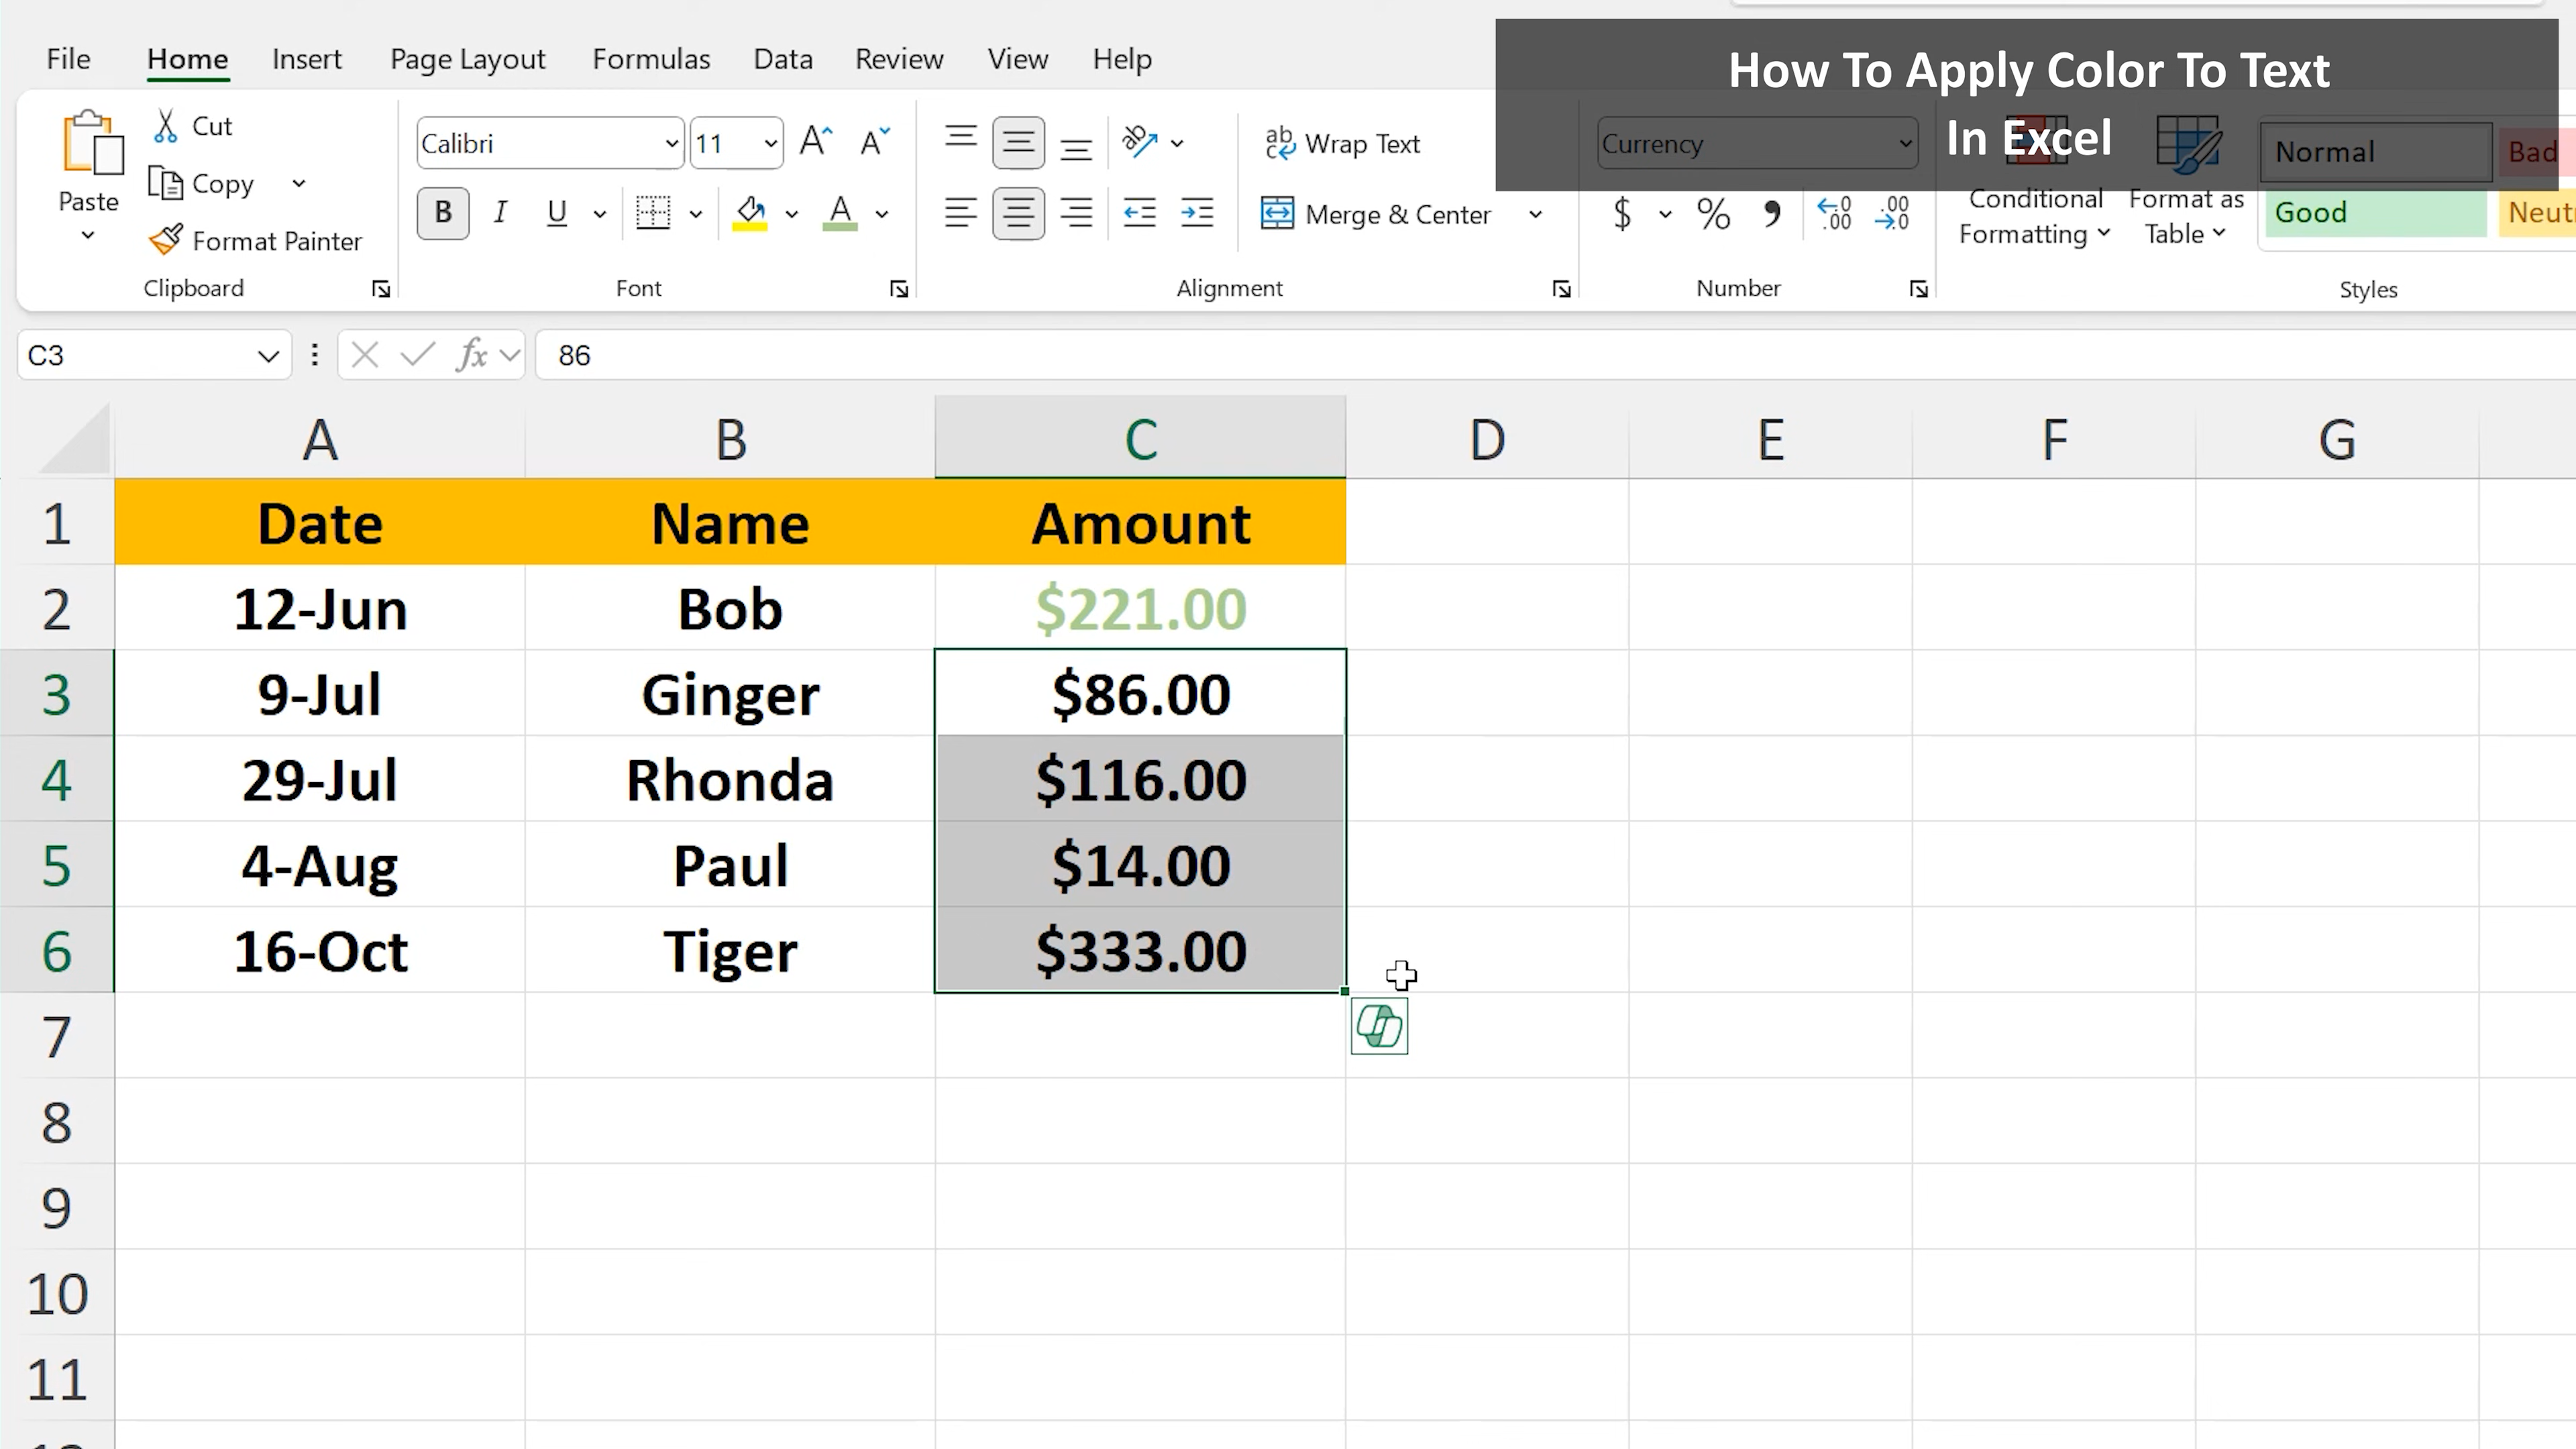 File Home Insert Page Layout Formulas Data Review View Help
How To Apply Color To Text
In Excel
Paste
Cut
Copy
Format Painter
Clipboard
Calibri 11
B I U A
Font
Wrap Text
Merge & Center
Alignment
Currency
$ % ,
Number
Conditional
Formatting
Format as
Table
Normal Bad
Good
Styles
C3 fx 86
A B C D E F G
1 Date Name Amount
2 12-Jun Bob $221.00
3 9-Jul Ginger $86.00
4 29-Jul Rhonda $116.00
5 4-Aug Paul $14.00
6 16-Oct Tiger $333.00
7
8
9
10
11